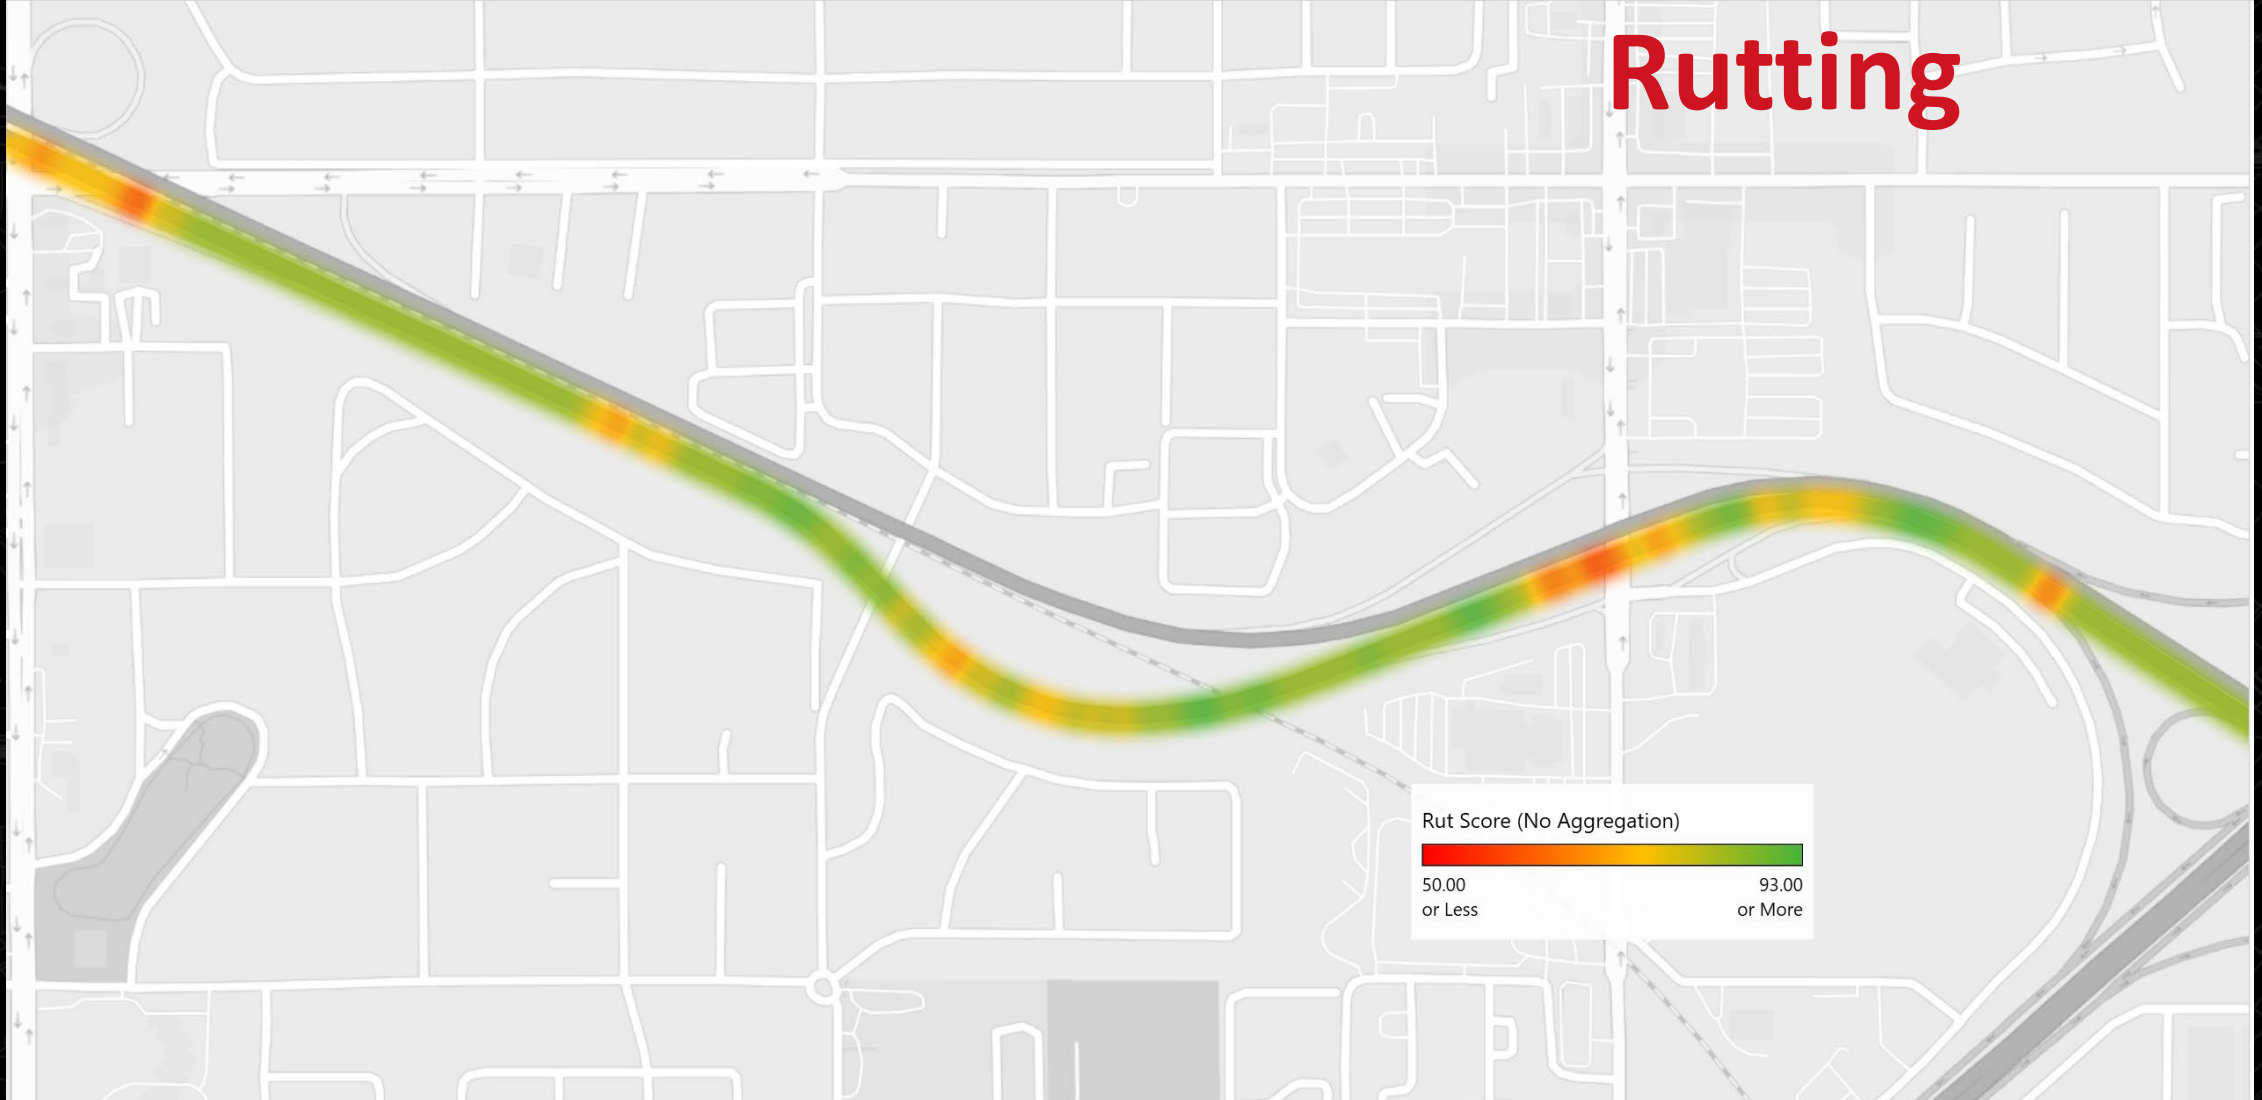 Rutting
Rut Score (No Aggregation)
50.00
93.00
or Less
or More